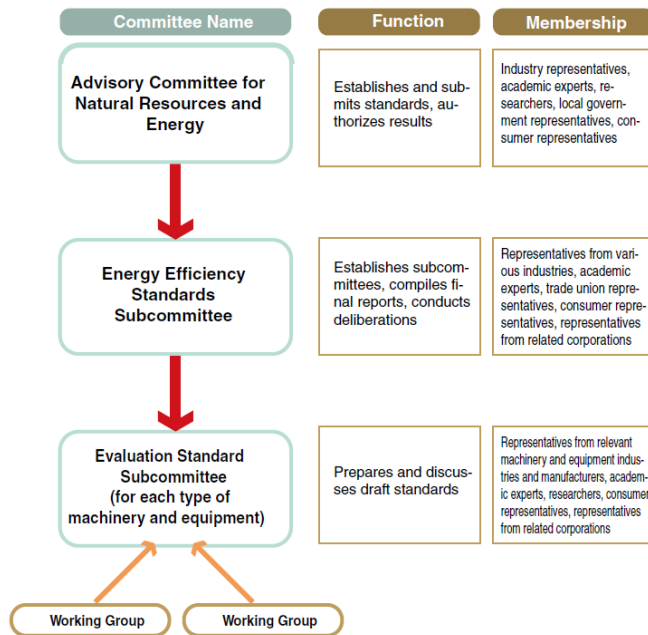 Committee Name
Function
Membership
Advisory Committee for
Natural Resources and
Energy
Establishes and sub-
mits standards, au-
thorizes results
Industry representatives,
academic experts, re-
searchers, local govern-
ment representatives, con-
sumer representatives
Energy Efficiency
Standards
Subcommittee
Establishes subcom-
mittees, compiles fi-
nal reports, conducts
deliberations
Representatives from vari-
ous industries, academic
experts, trade union repre-
sentatives, consumer repre-
sentatives, representatives
from related corporations
Evaluation Standard
Subcommittee
(for each type of
machinery and equipment)
Prepares and discus-
ses draft standards
Representatives from relevant
machinery and equipment indus-
tries and manufacturers, academ-
ic experts, researchers, consumer
representatives, representatives
from related corporations
Working Group
Working Group